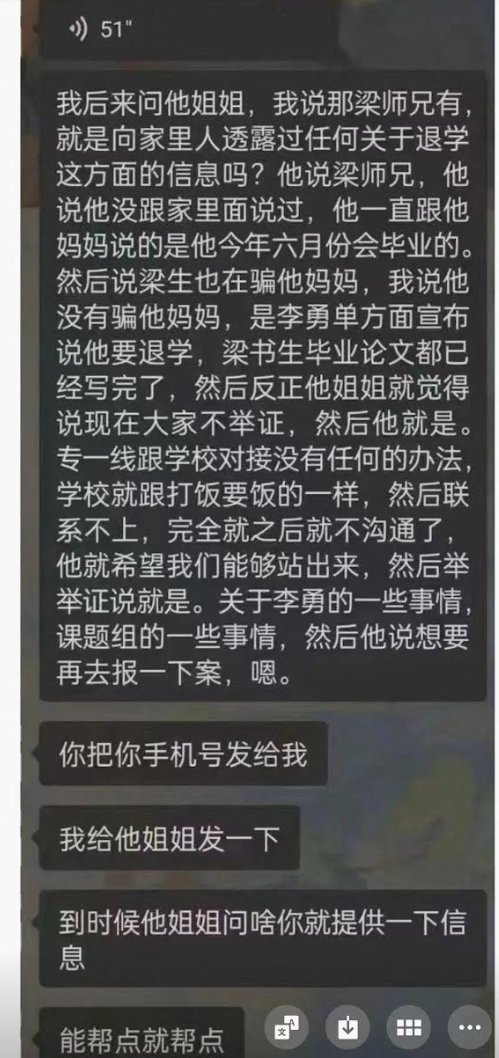 51"
我后来问他姐姐，我说那梁师兄有，
就是向家里人透露过任何关于退学
这方面的信息吗？他说梁师兄，他
说他没跟家里面说过，他一直跟他
妈妈说的是他今年六月份会毕业的。
然后说梁生也在骗他妈妈，我说他
没有骗他妈妈，是李勇单方面宣布
说他要退学，梁书生毕业论文都已
经写完了，然后反正他姐姐就觉得
说现在大家不举证，然后他就是。
专一线跟学校对接没有任何的办法，
学校就跟打饭要饭的一样，然后联
系不上，完全就之后就不沟通了，
他就希望我们能够站出来，然后举
举证说就是。关于李勇的一些事情，
课题组的一些事情，然后他说想要
再去报一下案，嗯。
你把你手机号发给我
我给他姐姐发一下
到时候他姐姐问啥你就提供一下信
息
能帮点就帮点